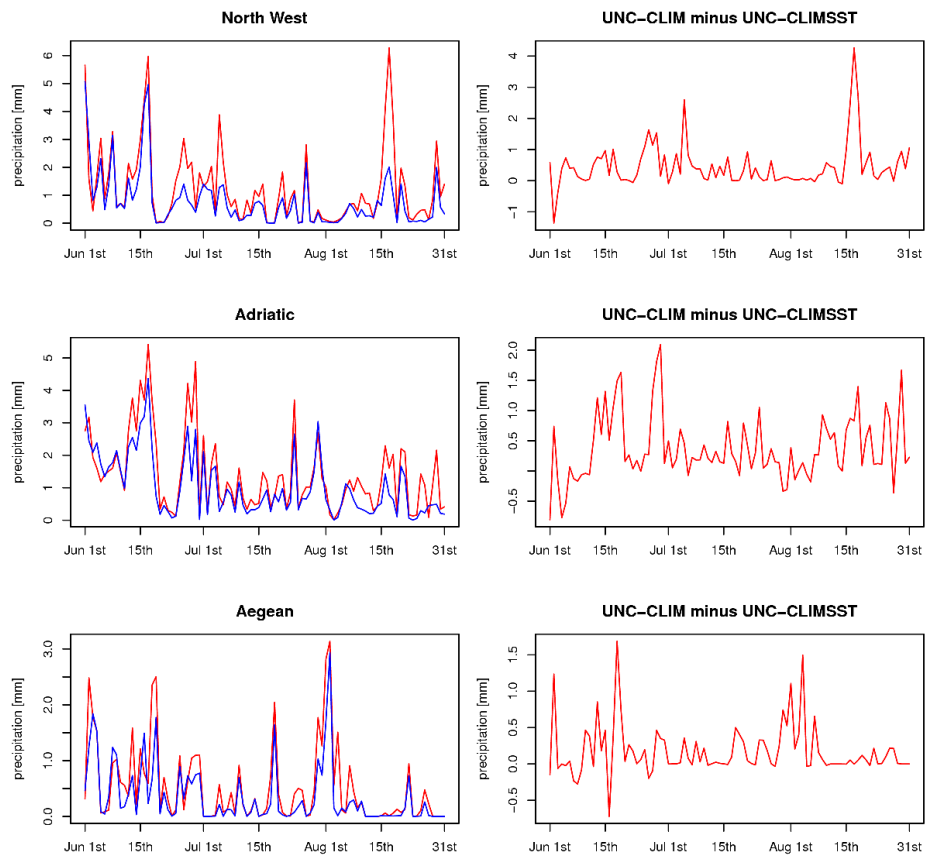 North West
precipitation [mm]
0 1 2 3 4 5 6
Jun 1st 15th Jul 1st 15th Aug 1st 15th 31st
UNC−CLIM minus UNC−CLIMSST
precipitation [mm]
−1 0 1 2 3 4
Jun 1st 15th Jul 1st 15th Aug 1st 15th 31st
Adriatic
precipitation [mm]
0 1 2 3 4 5
Jun 1st 15th Jul 1st 15th Aug 1st 15th 31st
UNC−CLIM minus UNC−CLIMSST
precipitation [mm]
−0.5 0.5 1.0 1.5 2.0
Jun 1st 15th Jul 1st 15th Aug 1st 15th 31st
Aegean
precipitation [mm]
0.0 1.0 2.0 3.0
Jun 1st 15th Jul 1st 15th Aug 1st 15th 31st
UNC−CLIM minus UNC−CLIMSST
precipitation [mm]
−0.5 0.0 0.5 1.0 1.5
Jun 1st 15th Jul 1st 15th Aug 1st 15th 31st